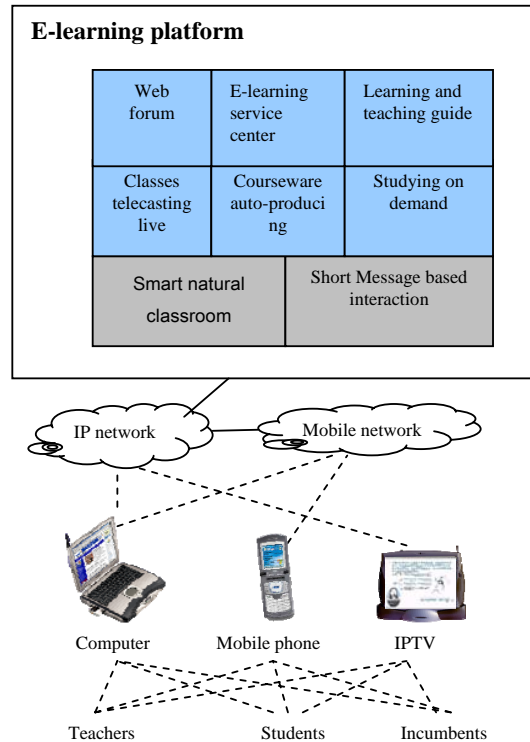 E-learning platform
Web
forum
E-learning
service
center
Learning and
teaching guide
Classes
telecasting
live
Courseware
auto-produci
ng
Studying on
demand
Smart natural
classroom
Short Message based
interaction
IP network
Mobile network
Computer
Mobile phone
IPTV
Teachers
Students
Incumbents